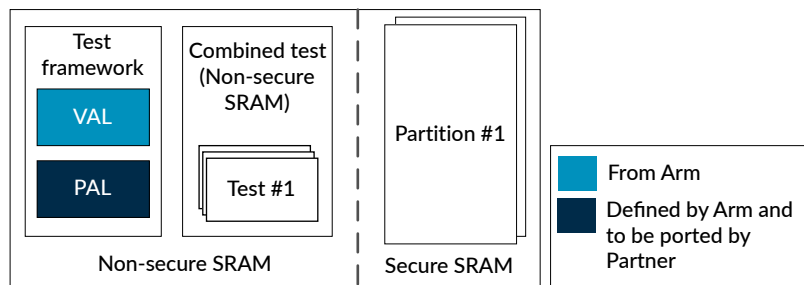 Test
framework
VAL
PAL
Combined test
(Non-secure
SRAM)
Test #1
Non-secure SRAM
Partition #1
Secure SRAM
From Arm
Defined by Arm and
to be ported by
Partner